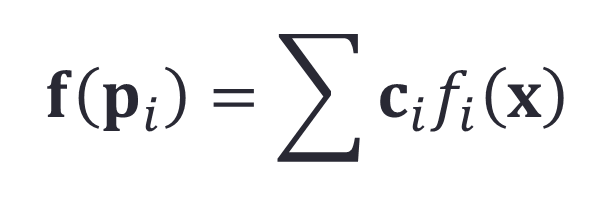 𝐟(𝐩ᵢ) = ∑ 𝐜ᵢ𝑓ᵢ(𝐱)